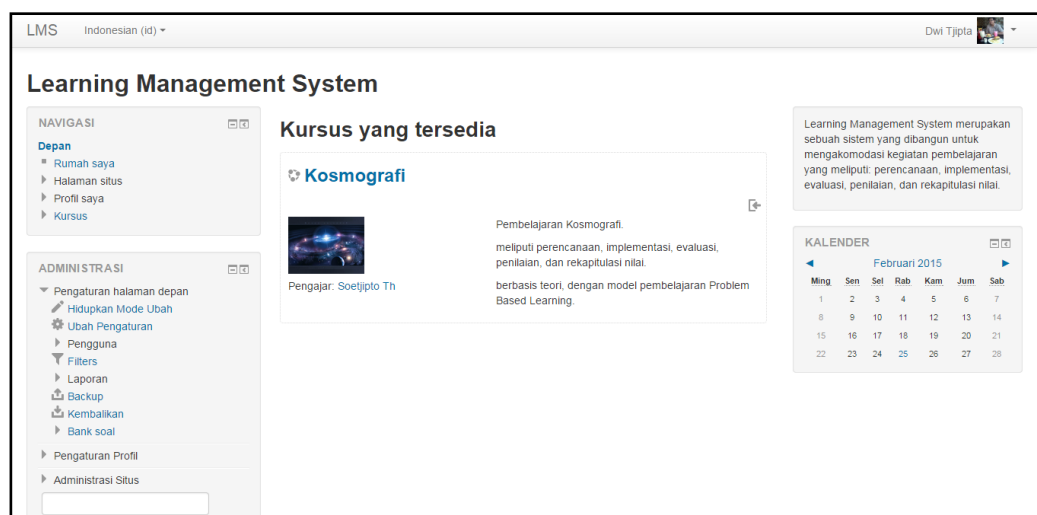 LMS Indonesian (id) Dwi Tjipta
Learning Management System
NAVIGASI
Depan
Rumah saya
Halaman situs
Profil saya
Kursus
ADMINISTRASI
Pengaturan halaman depan
Hidupkan Mode Ubah
Ubah Pengaturan
Pengguna
Filters
Laporan
Backup
Kembalikan
Bank soal
Pengaturan Profil
Administrasi Situs
Kursus yang tersedia
Kosmografi
Pengajar: Soetjipto Th
Pembelajaran Kosmografi.
meliputi perencanaan, implementasi, evaluasi,
penilaian, dan rekapitulasi nilai.
berbasis teori, dengan model pembelajaran Problem
Based Learning.
Learning Management System merupakan
sebuah sistem yang dibangun untuk
mengakomodasi kegiatan pembelajaran
yang meliputi: perencanaan, implementasi,
evaluasi, penilaian, dan rekapitulasi nilai.
KALENDER
Februari 2015
Ming Sen Sel Rab Kam Jum Sab
1 2 3 4 5 6 7
8 9 10 11 12 13 14
15 16 17 18 19 20 21
22 23 24 25 26 27 28